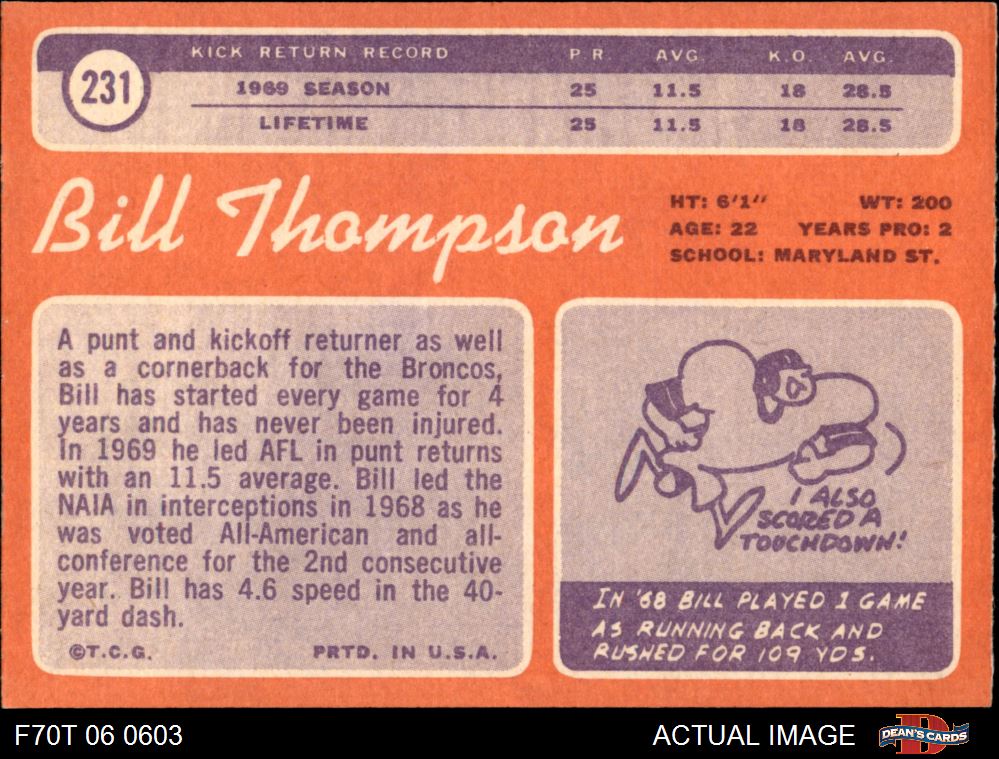 231
KICK RETURN RECORD P R. AVG. K.O. AVG.
1969 SEASON 25 11.5 18 28.5
LIFETIME 25 11.5 18 28.5
Bill Thompson
HT: 6'1" WT: 200
AGE: 22 YEARS PRO: 2
SCHOOL: MARYLAND ST.
A punt and kickoff returner as well
as a cornerback for the Broncos,
Bill has started every game for 4
years and has never been injured.
In 1969 he led AFL in punt returns
with an 11.5 average. Bill led the
NAIA in interceptions in 1968 as he
was voted All-American and all-
conference for the 2nd consecutive
year. Bill has 4.6 speed in the 40-
yard dash.
©T.C.G. PRTD. IN U.S.A.
I ALSO
SCORED A
TOUCHDOWN!
IN '68 BILL PLAYED 1 GAME
AS RUNNING BACK AND
RUSHED FOR 109 YDS.
F70T 06 0603 ACTUAL IMAGE DEAN'S CARDS